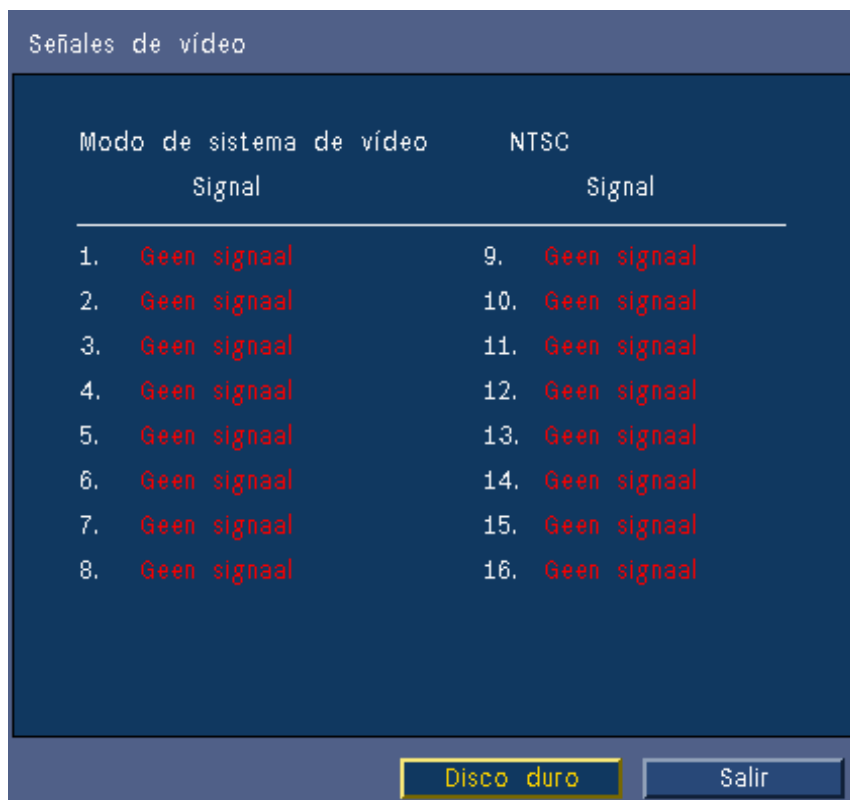 Señales de vídeo
Modo de sistema de vídeo NTSC
Signal Signal
1. Geen signaal 9. Geen signaal
2. Geen signaal 10. Geen signaal
3. Geen signaal 11. Geen signaal
4. Geen signaal 12. Geen signaal
5. Geen signaal 13. Geen signaal
6. Geen signaal 14. Geen signaal
7. Geen signaal 15. Geen signaal
8. Geen signaal 16. Geen signaal
Disco duro Salir